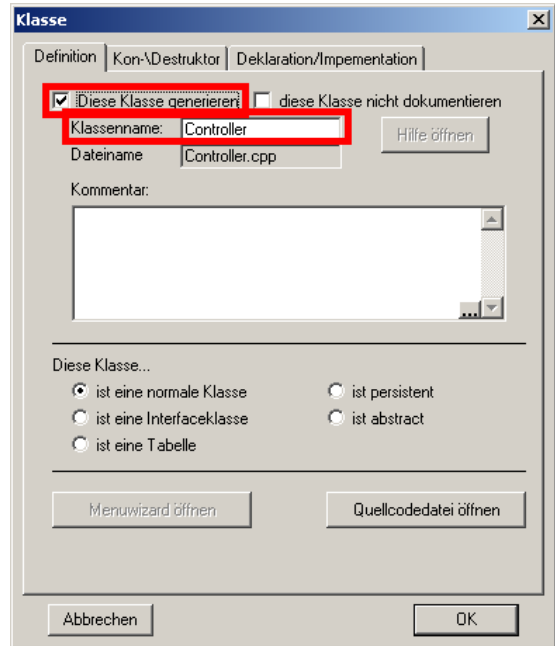 Klasse
Definition Kon-\Destruktor Deklaration/Impementation
Diese Klasse generieren diese Klasse nicht dokumentieren
Klassenname: Controller Hilfe öffnen
Dateiname Controller.cpp
Kommentar:
...
Diese Klasse...
ist eine normale Klasse ist persistent
ist eine Interfaceklasse ist abstract
ist eine Tabelle
Menuwizard öffnen Quellcodedatei öffnen
Abbrechen OK